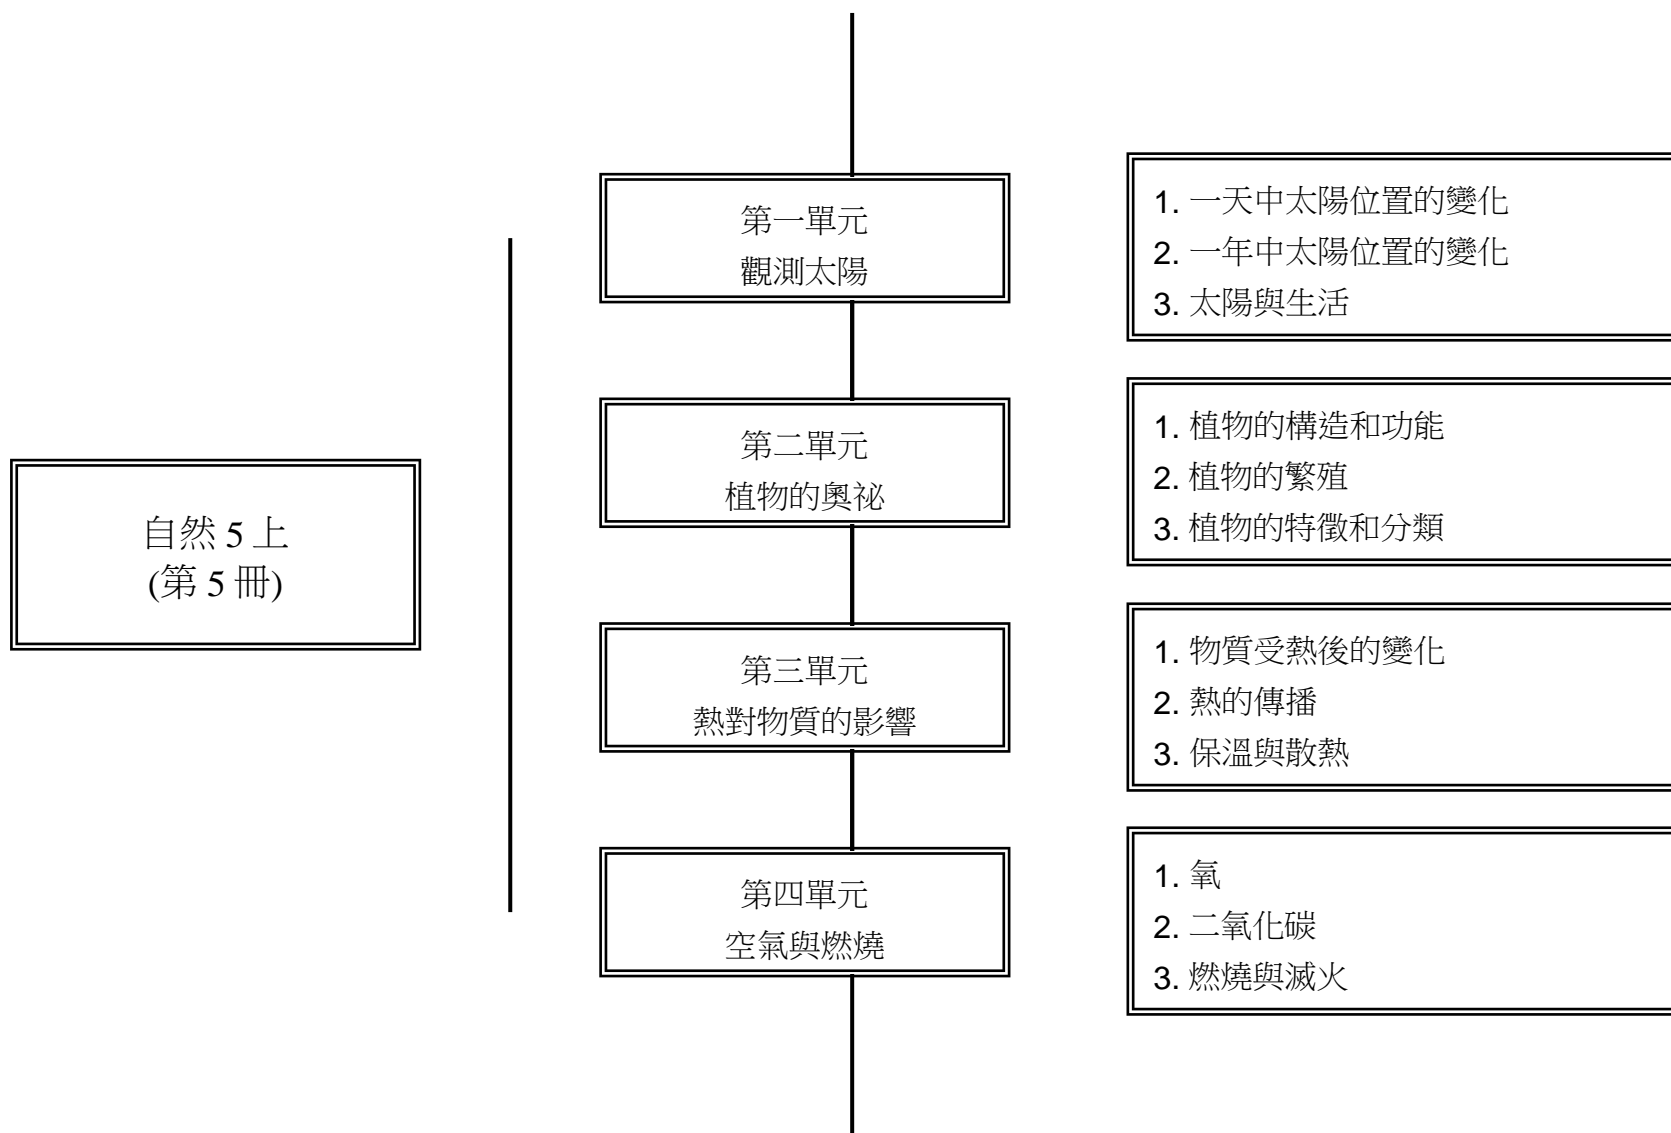 自然 5 上
(第 5 冊)
第一單元
觀測太陽
1. 一天中太陽位置的變化
2. 一年中太陽位置的變化
3. 太陽與生活
第二單元
植物的奧祕
1. 植物的構造和功能
2. 植物的繁殖
3. 植物的特徵和分類
第三單元
熱對物質的影響
1. 物質受熱後的變化
2. 熱的傳播
3. 保溫與散熱
第四單元
空氣與燃燒
1. 氧
2. 二氧化碳
3. 燃燒與滅火